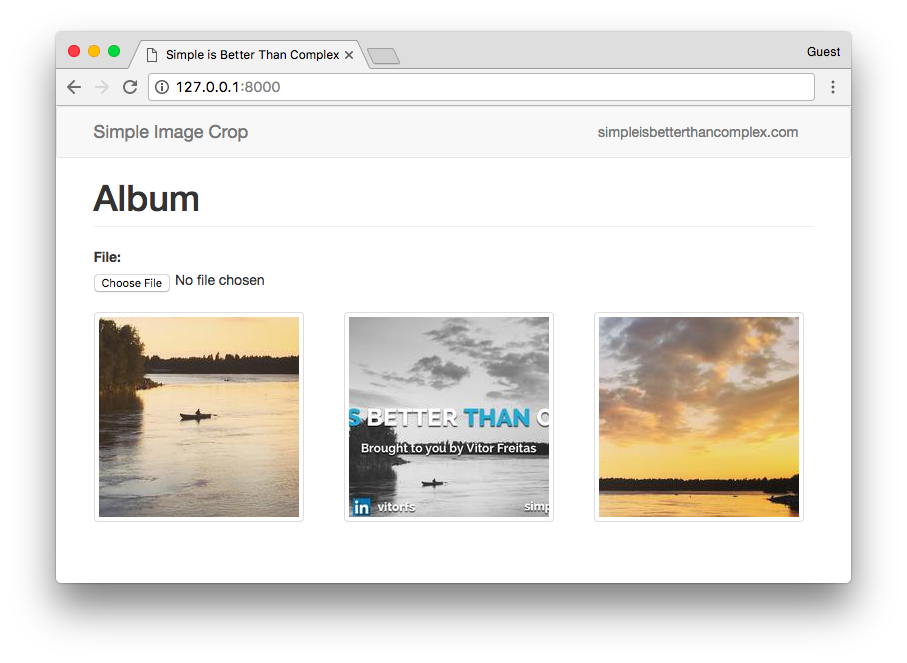 Simple is Better Than Complex
Guest
127.0.0.1:8000
Simple Image Crop
simpleisbetterthancomplex.com
Album
File:
Choose File No file chosen
S BETTER THAN C
Brought to you by Vitor Freitas
in vitorfs
simp